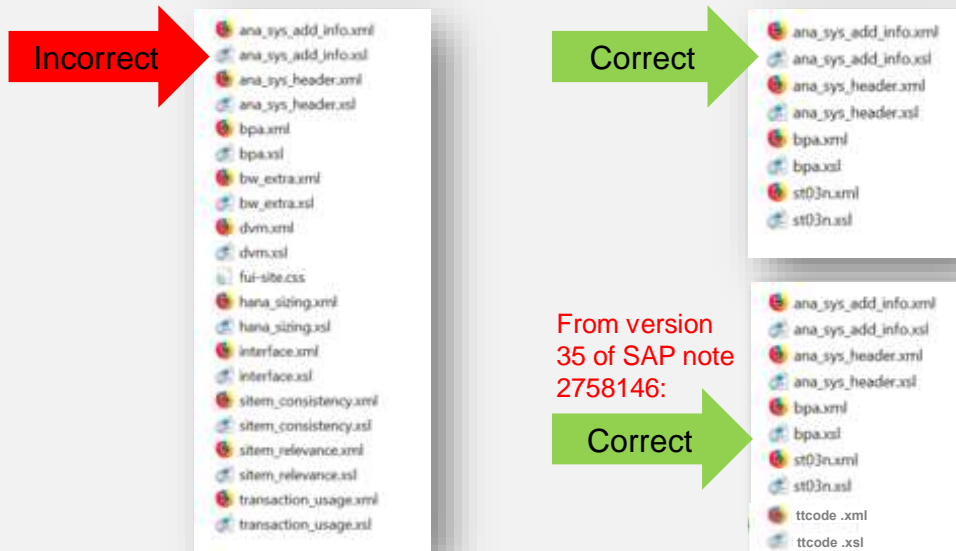 Incorrect
ana_sys_add_info.xml
ana_sys_add_info.xsl
ana_sys_header.xml
ana_sys_header.xsl
bpa.xml
bpa.xsl
bw_extra.xml
bw_extra.xsl
dvm.xml
dvm.xsl
fui-site.css
hana_sizing.xml
hana_sizing.xsl
interface.xml
interface.xsl
sitem_consistency.xml
sitem_consistency.xsl
sitem_relevance.xml
sitem_relevance.xsl
transaction_usage.xml
transaction_usage.xsl
Correct
ana_sys_add_info.xml
ana_sys_add_info.xsl
ana_sys_header.xml
ana_sys_header.xsl
bpa.xml
bpa.xsl
st03n.xml
st03n.xsl
From version
35 of SAP note
2758146:
Correct
ana_sys_add_info.xml
ana_sys_add_info.xsl
ana_sys_header.xml
ana_sys_header.xsl
bpa.xml
bpa.xsl
st03n.xml
st03n.xsl
ttcode .xml
ttcode .xsl